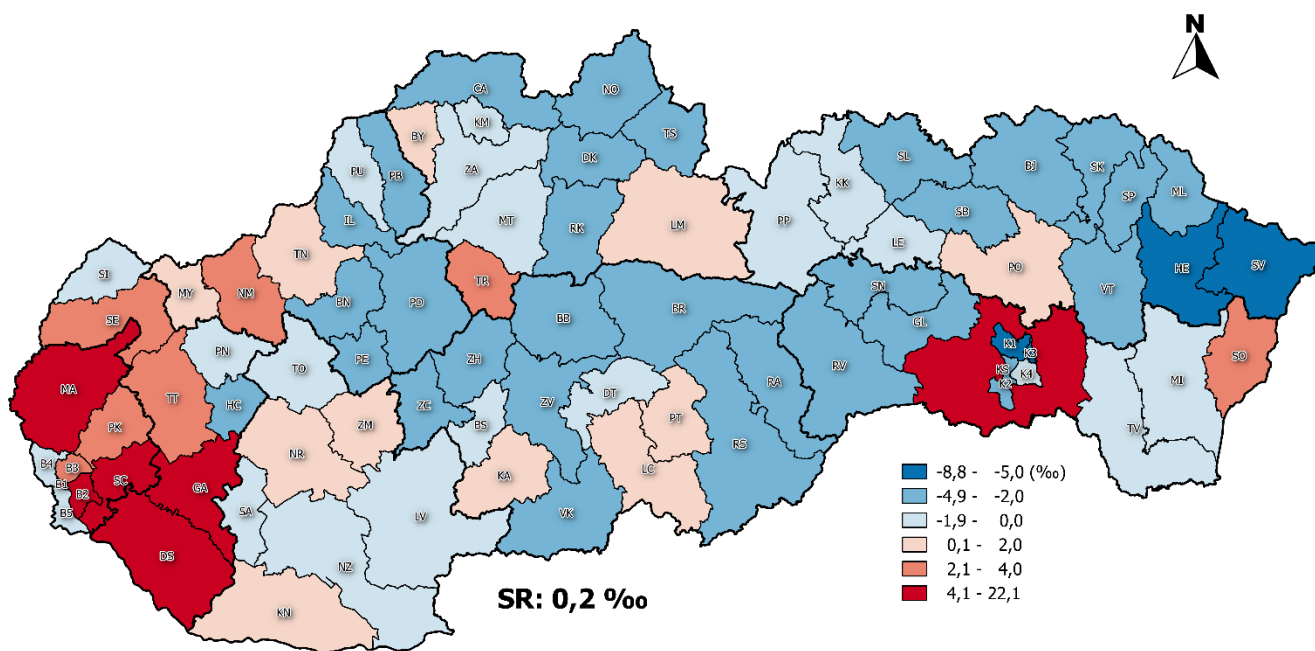 N
CA
NO
KM
BY
TS
PU
PB
ZA
DK
SL
BJ
SK
ML
KK
SP
IL
MT
RK
LM
PP
SB
LE
TN
PO
HE
SV
SI
MY
NM
TR
VT
SN
BN
PD
BB
BR
GL
SE
K1
K3
PN
TO
PE
ZH
RV
KS
K4
K2
SO
MA
TT
HC
ZC
ZV
DT
RA
MI
PK
ZM
BS
PT
TV
NR
RS
B4
B3
B1
B2
SC
GA
KA
LC
B5
SA
LV
VK
DS
NZ
KN
SR: 0,2 ‰
-8,8 - -5,0 (‰)
-4,9 - -2,0
-1,9 - 0,0
0,1 - 2,0
2,1 - 4,0
4,1 - 22,1